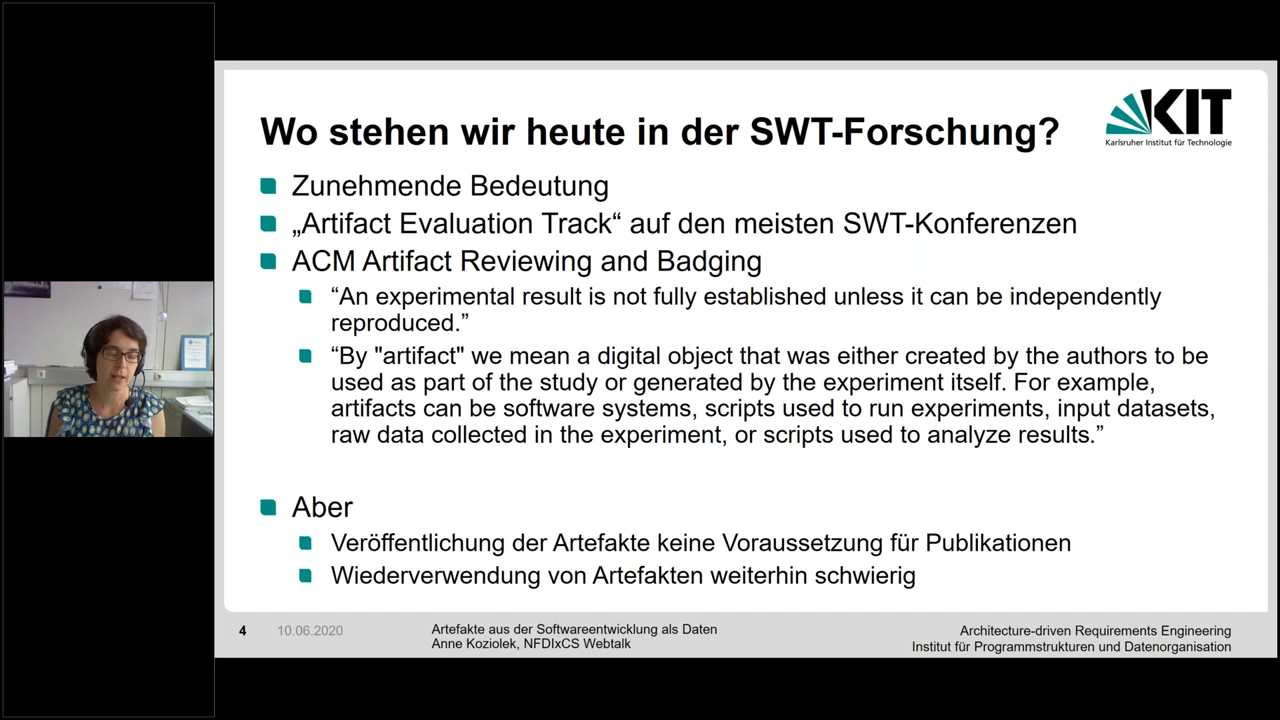 KIT
Karlsruher Institut für Technologie
Wo stehen wir heute in der SWT-Forschung?
Zunehmende Bedeutung
„Artifact Evaluation Track“ auf den meisten SWT-Konferenzen
ACM Artifact Reviewing and Badging
“An experimental result is not fully established unless it can be independently
reproduced.”
“By "artifact" we mean a digital object that was either created by the authors to be
used as part of the study or generated by the experiment itself. For example,
artifacts can be software systems, scripts used to run experiments, input datasets,
raw data collected in the experiment, or scripts used to analyze results.”
Aber
Veröffentlichung der Artefakte keine Voraussetzung für Publikationen
Wiederverwendung von Artefakten weiterhin schwierig
4
10.06.2020
Artefakte aus der Softwareentwicklung als Daten
Anne Koziolek, NFDIxCS Webtalk
Architecture-driven Requirements Engineering
Institut für Programmstrukturen und Datenorganisation